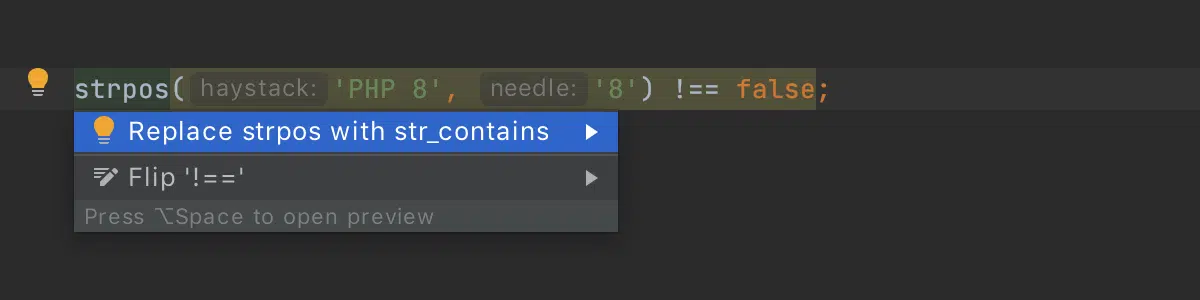 strpos( haystack: 'PHP 8', needle: '8') !== false;
Replace strpos with str_contains
Flip '!=='
Press ⌥Space to open preview